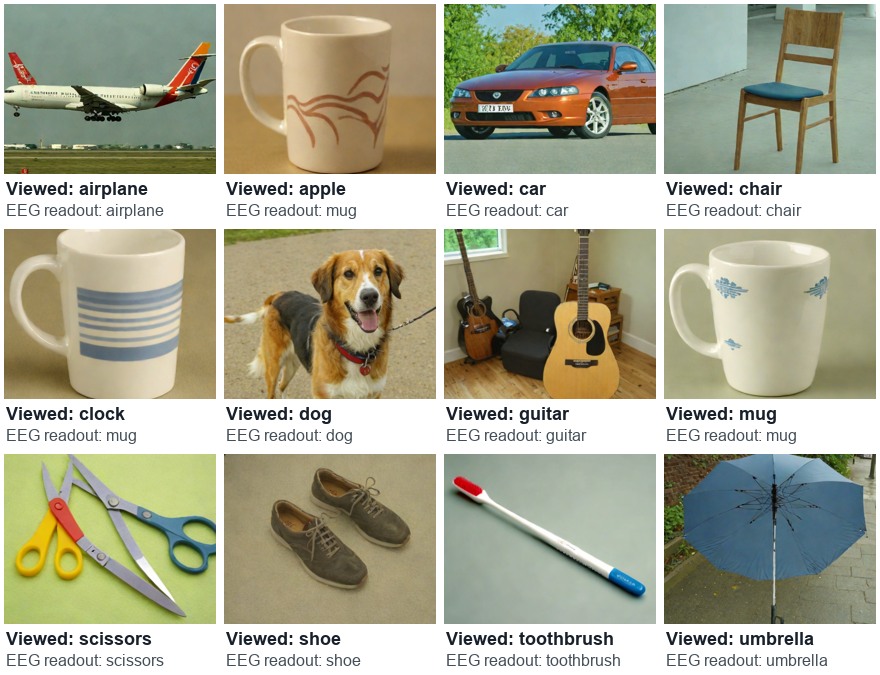 Viewed: airplane
EEG readout: airplane
Viewed: apple
EEG readout: mug
Viewed: car
EEG readout: car
Viewed: chair
EEG readout: chair
Viewed: clock
EEG readout: mug
Viewed: dog
EEG readout: dog
Viewed: guitar
EEG readout: guitar
Viewed: mug
EEG readout: mug
Viewed: scissors
EEG readout: scissors
Viewed: shoe
EEG readout: shoe
Viewed: toothbrush
EEG readout: toothbrush
Viewed: umbrella
EEG readout: umbrella